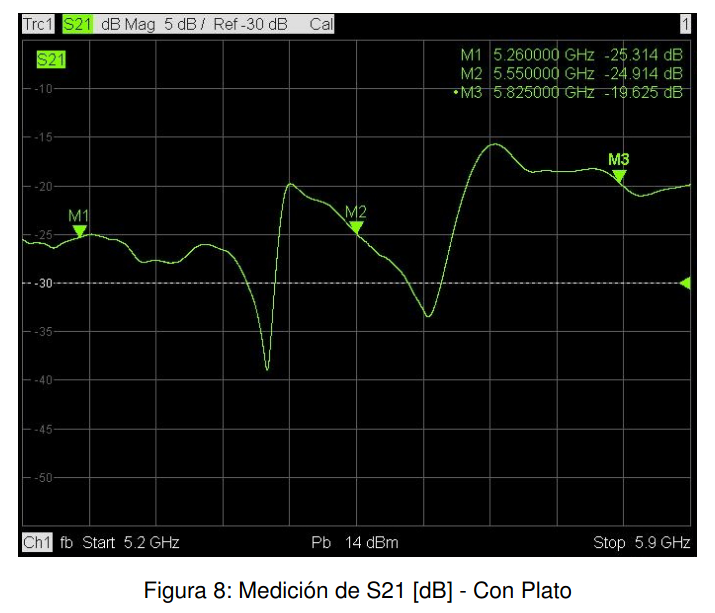 Trc1 S21 dB Mag 5 dB / Ref -30 dB Cal 1
S21
M1 5.260000 GHz -25.314 dB
M2 5.550000 GHz -24.914 dB
•M3 5.825000 GHz -19.625 dB
-10
-15
M3
-20
M1
M2
-25
-30
-35
-40
-45
-50
Ch1 fb Start 5.2 GHz Pb 14 dBm Stop 5.9 GHz
Figura 8: Medición de S21 [dB] - Con Plato